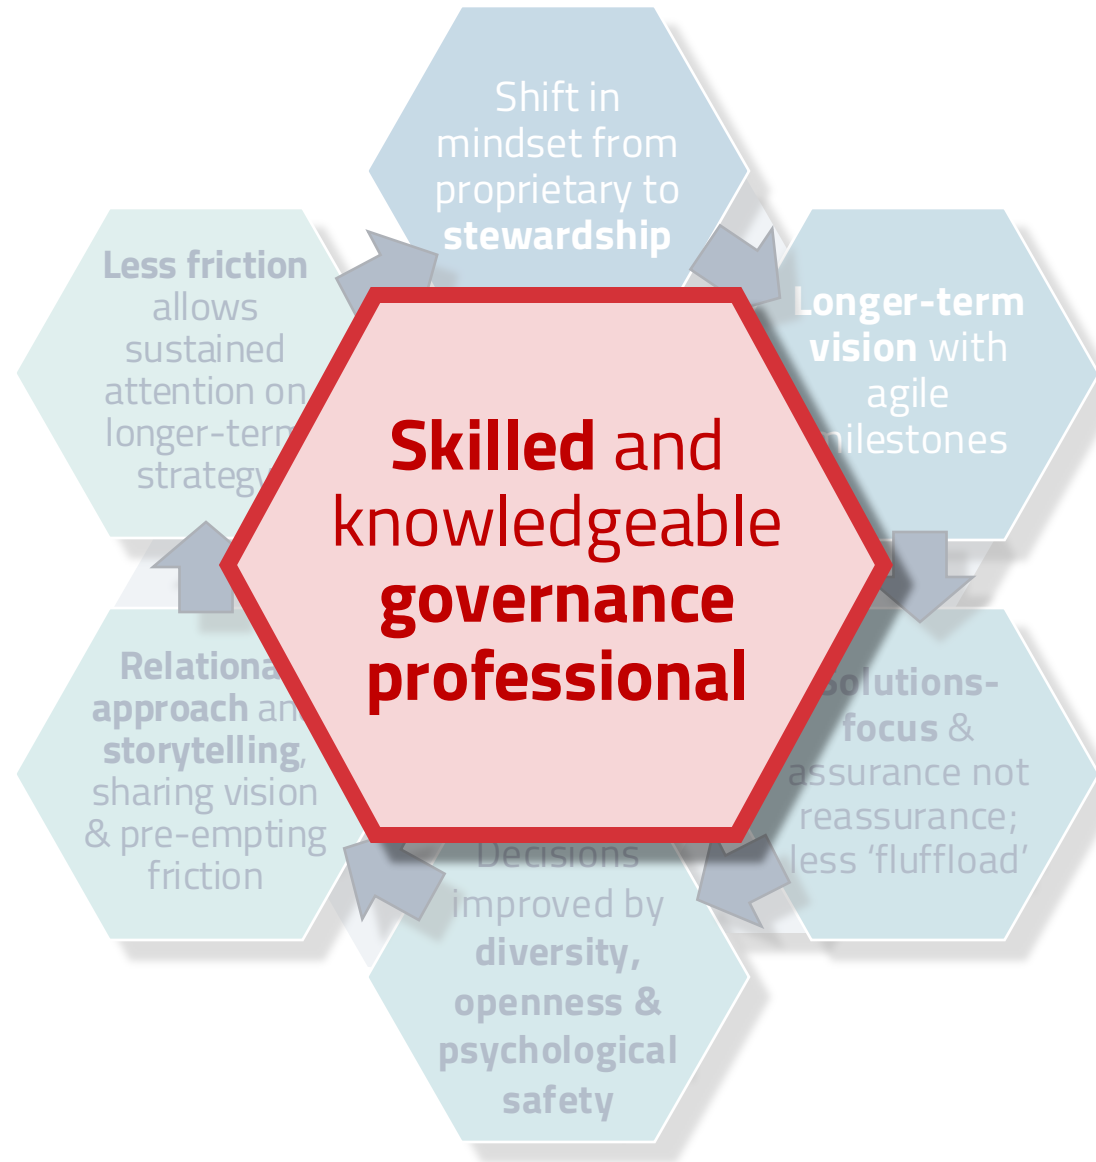 Shift in
mindset from
proprietary to
stewardship
Longer-term
vision with
agile
milestones
Solutions-
focus &
assurance not
reassurance;
less ‘fluffload’
Decisions
improved by
diversity,
openness &
psychological
safety
Relational
approach and
storytelling,
sharing vision
& pre-empting
friction
Less friction
allows
sustained
attention on
longer-term
strategy
Skilled and
knowledgeable
governance
professional